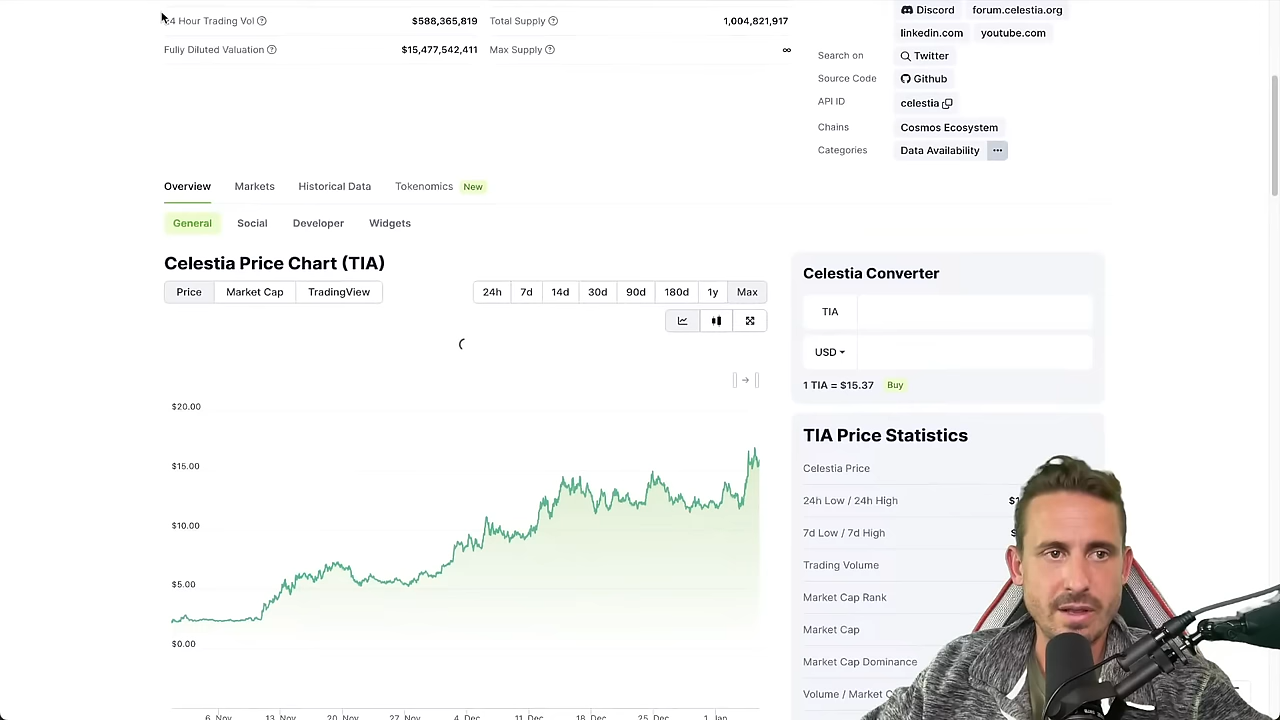 24 Hour Trading Vol $588,365,819 Total Supply 1,004,821,917
Fully Diluted Valuation $15,477,542,411 Max Supply ∞
Discord forum.celestia.org
linkedin.com youtube.com
Search on Twitter
Source Code Github
API ID celestia
Chains Cosmos Ecosystem
Categories Data Availability ...
Overview Markets Historical Data Tokenomics New
General Social Developer Widgets
Celestia Price Chart (TIA)
Price Market Cap TradingView 24h 7d 14d 30d 90d 180d 1y Max
$20.00
$15.00
$10.00
$5.00
$0.00
6. Nov 13. Nov 20. Nov 27. Nov 4. Dec 11. Dec 18. Dec 25. Dec 1. Jan
Celestia Converter
TIA
USD
1 TIA = $15.37 Buy
TIA Price Statistics
Celestia Price
24h Low / 24h High
7d Low / 7d High
Trading Volume
Market Cap Rank
Market Cap
Market Cap Dominance
Volume / Market